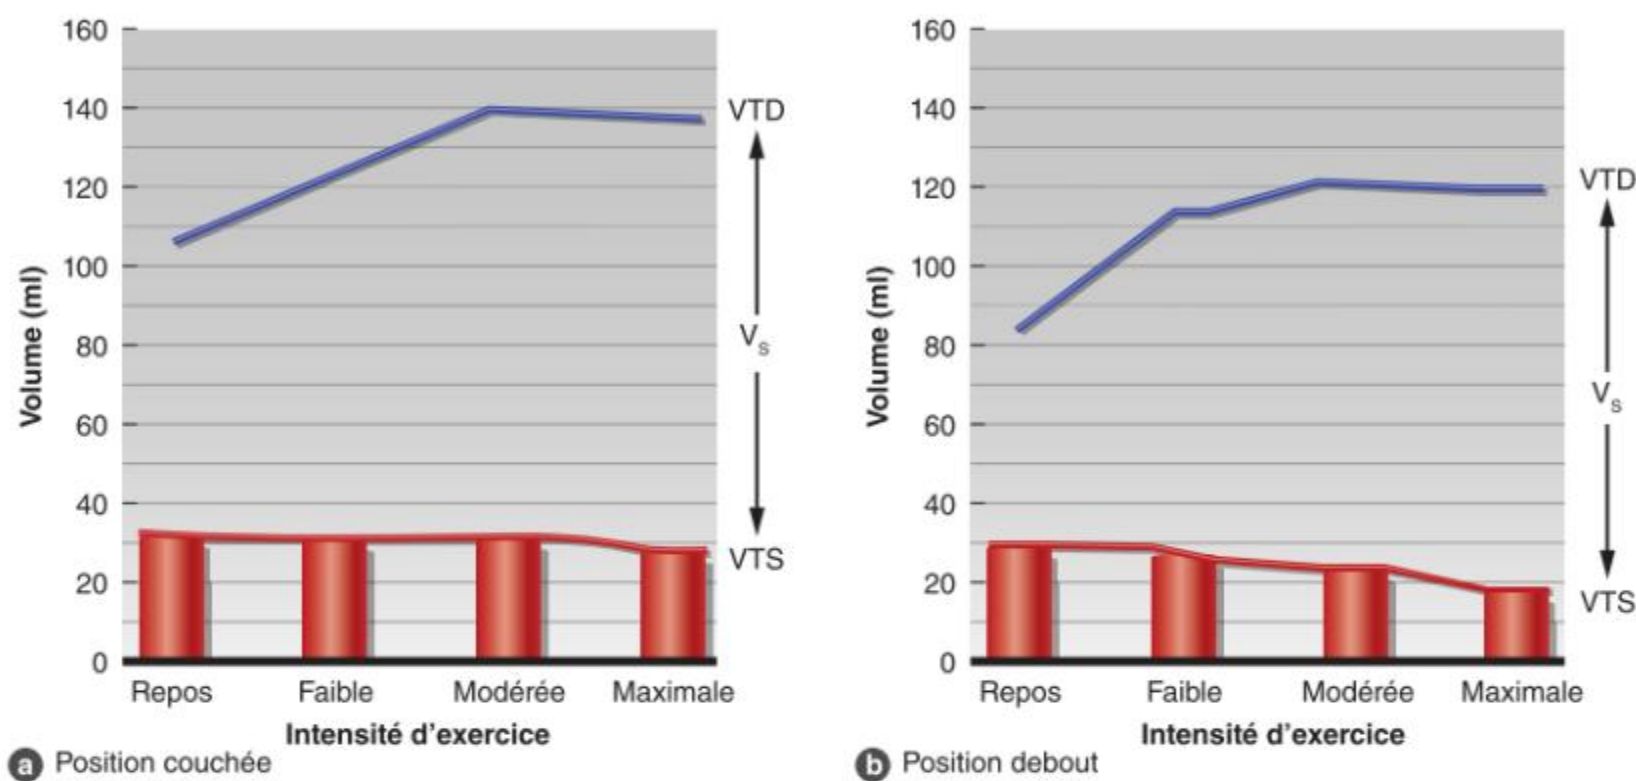 160
140
120
100
80
60
40
20
0
Volume (ml)
VTD
Vs
VTS
Repos Faible Modérée Maximale
Intensité d'exercice
a Position couchée
160
140
120
100
80
60
40
20
0
Volume (ml)
VTD
Vs
VTS
Repos Faible Modérée Maximale
Intensité d'exercice
b Position debout